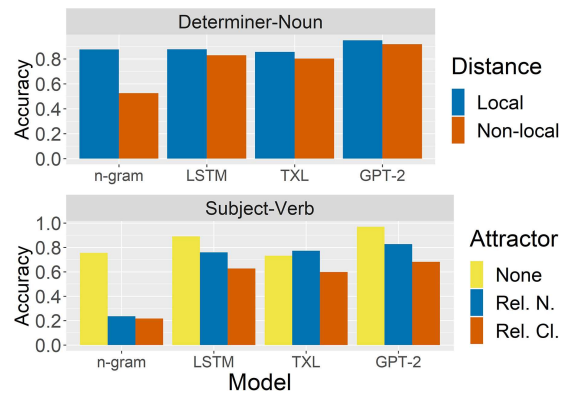 Determiner-Noun
Accuracy
0.8
0.6
0.4
0.2
0.0
n-gram LSTM TXL GPT-2
Distance
Local
Non-local
Subject-Verb
Accuracy
1.0
0.8
0.6
0.4
0.2
0.0
n-gram LSTM TXL GPT-2
Model
Attractor
None
Rel. N.
Rel. Cl.